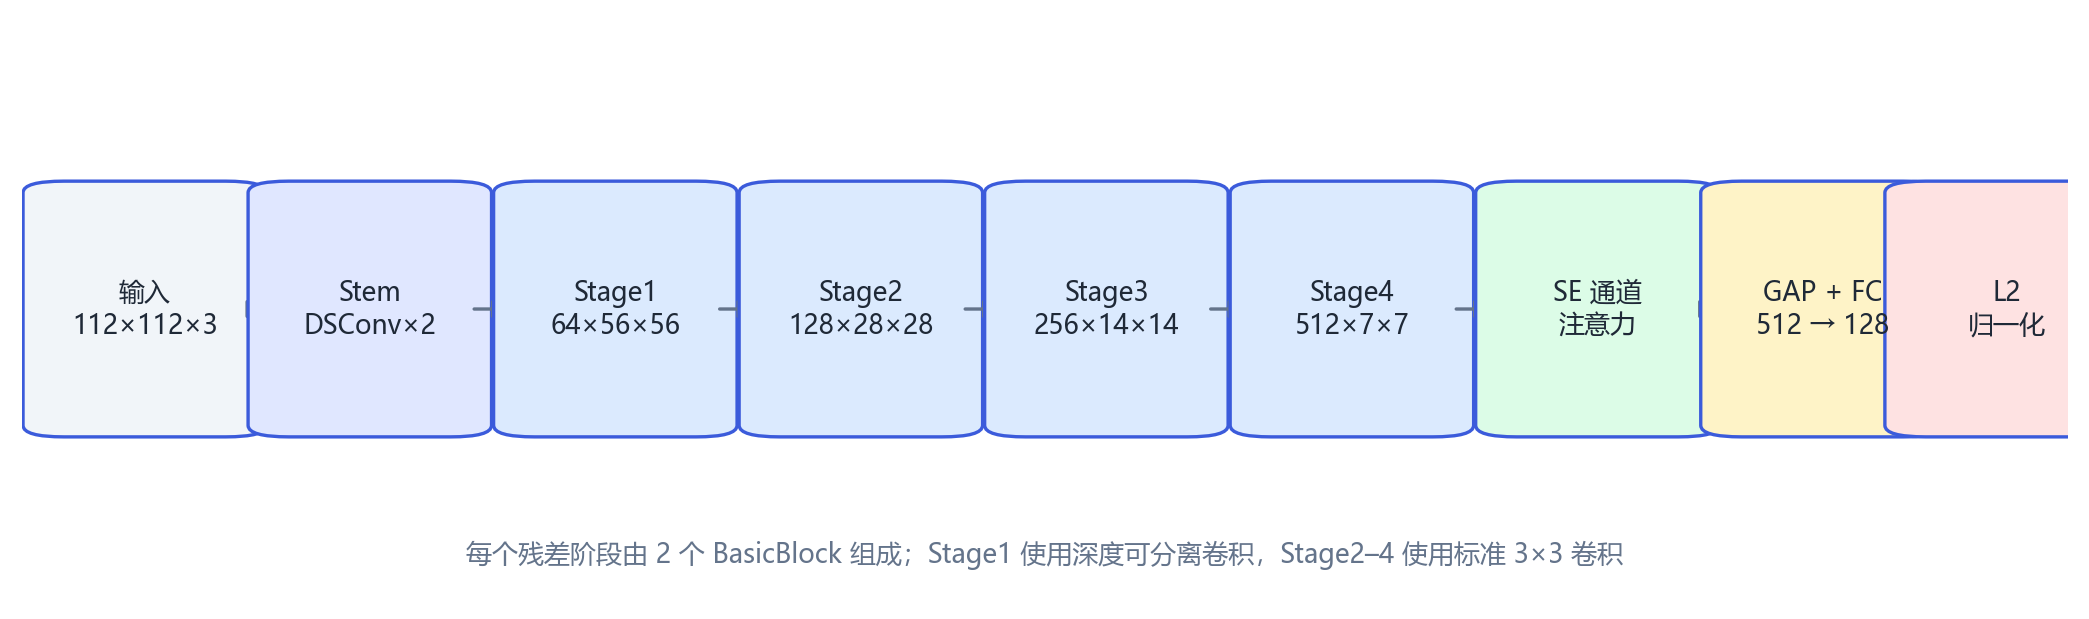 输入
112×112×3
Stem
DSConv×2
Stage1
64×56×56
Stage2
128×28×28
Stage3
256×14×14
Stage4
512×7×7
SE 通道
注意力
GAP + FC
512 → 128
L2
归一化
每个残差阶段由 2 个 BasicBlock 组成；Stage1 使用深度可分离卷积，Stage2–4 使用标准 3×3 卷积